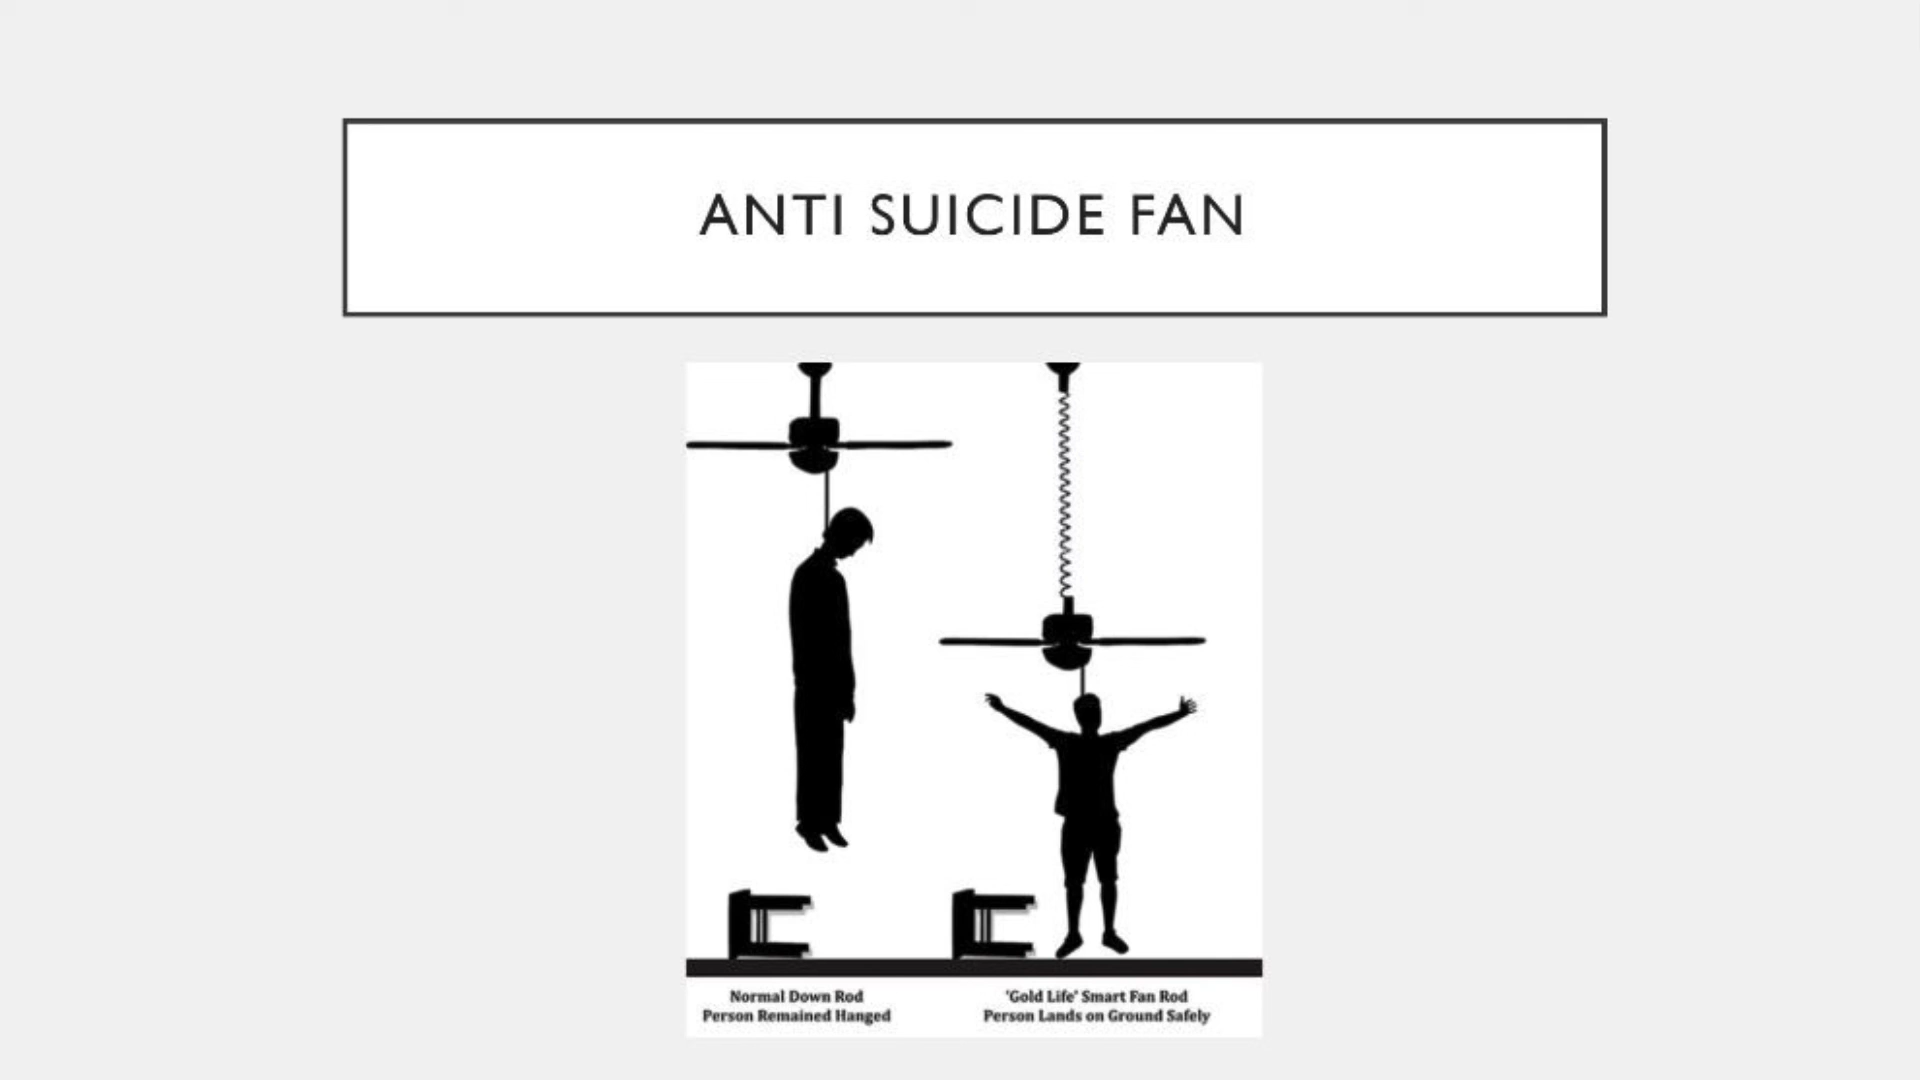 ANTI SUICIDE FAN
Normal Down Rod
Person Remained Hanged
'Gold Life' Smart Fan Rod
Person Lands on Ground Safely